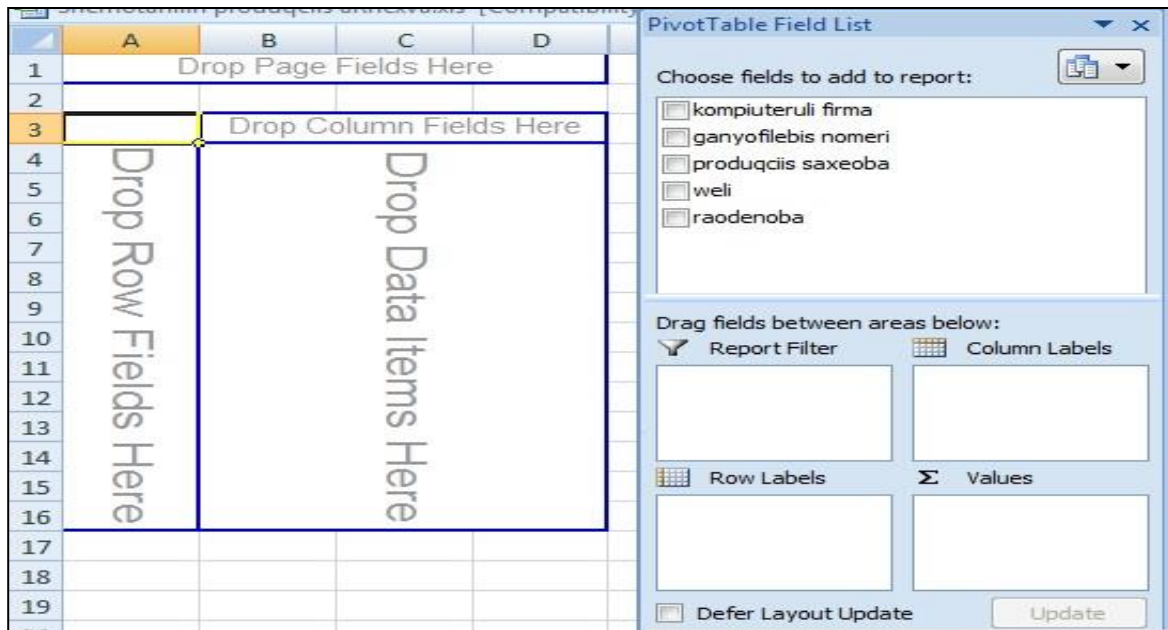 [Compatibility
PivotTable Field List
A B C D
1 Drop Page Fields Here
2
3 Drop Column Fields Here
4
5
6
7
8
9
10
11
12
13
14
15
16
17
18
19
Drop Row Fields Here
Drop Data Items Here
Choose fields to add to report:
kompiuteruli firma
ganyofilebis nomeri
produqciis saxeoba
weli
raodenoba
Drag fields between areas below:
Report Filter
Column Labels
Row Labels
Σ Values
Defer Layout Update
Update